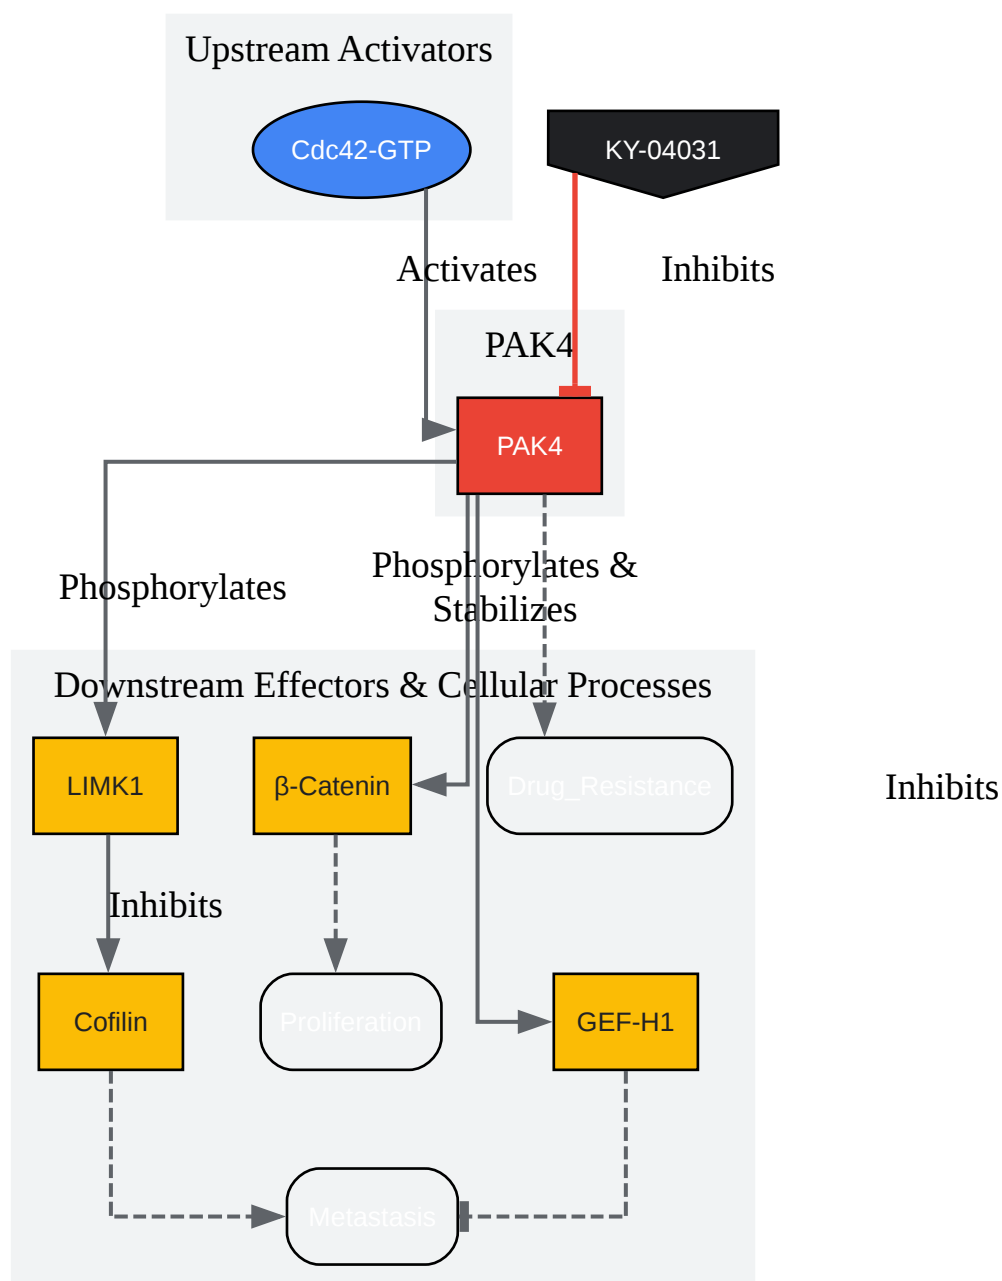 Upstream Activators
Cdc42-GTP
KY-04031
Activates
Inhibits
PAK4
PAK4
Phosphorylates
Phosphorylates &
Stabilizes
Downstream Effectors & Cellular Processes
LIMK1
β-Catenin
Drug_Resistance
Inhibits
Inhibits
Cofilin
Proliferation
GEF-H1
Metastasis